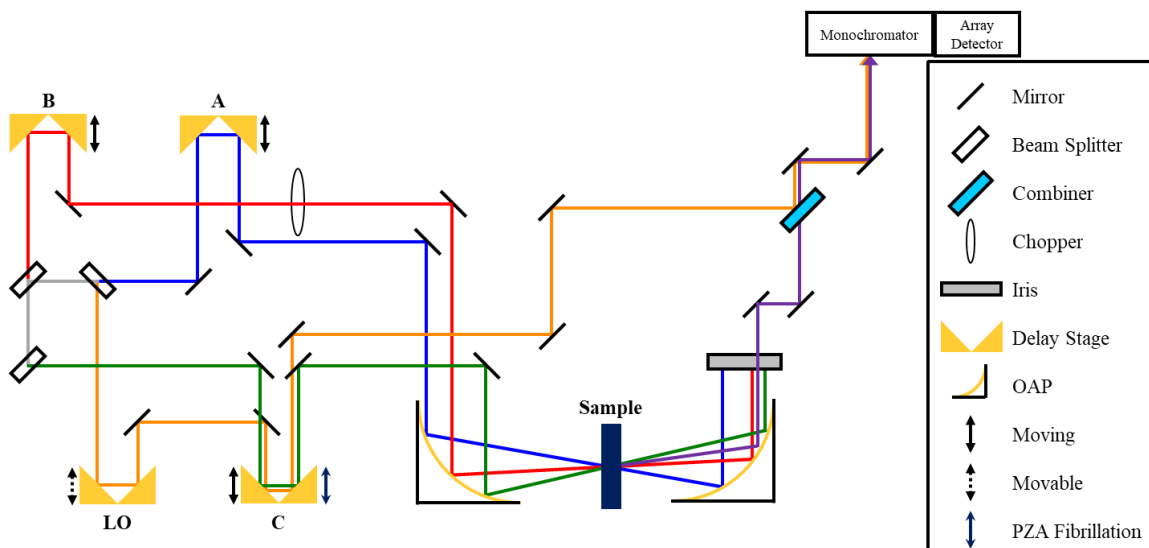 Monochromator
Array
Detector
B
A
Mirror
Beam Splitter
Combiner
Chopper
Iris
Delay Stage
OAP
Sample
Moving
Movable
LO
C
PZA Fibrillation